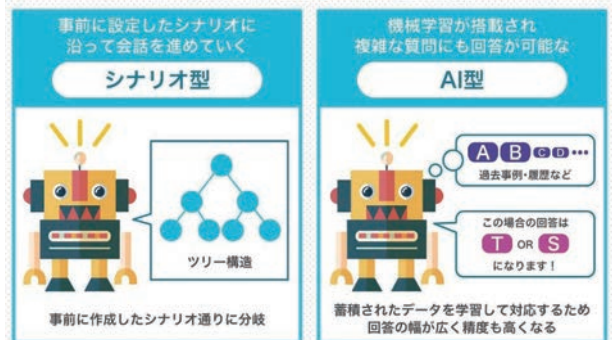 事前に設定したシナリオに
沿って会話を進めていく
シナリオ型
ツリー構造
事前に作成したシナリオ通りに分岐
機械学習が搭載され
複雑な質問にも回答が可能な
AI型
A B C D…
過去事例・履歴など
この場合の回答は
T OR S
になります！
蓄積されたデータを学習して対応するため
回答の幅が広く精度も高くなる